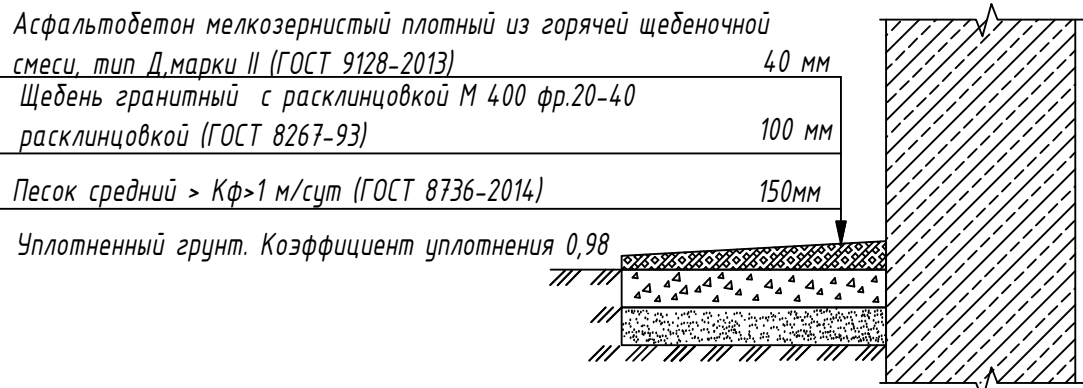 Асфальтобетон мелкозернистый плотный из горячей щебеночной
смеси, тип Д,марки II (ГОСТ 9128-2013) 40 мм
Щебень гранитный с расклинцовкой М 400 фр.20-40
расклинцовкой (ГОСТ 8267-93) 100 мм
Песок средний > Кф>1 м/сут (ГОСТ 8736-2014) 150мм
Уплотненный грунт. Коэффициент уплотнения 0,98